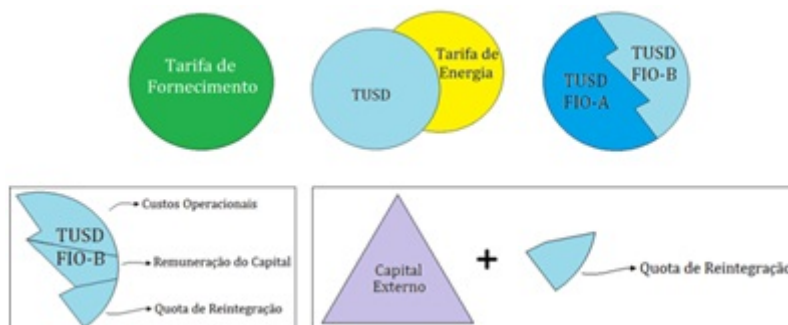 Tarifa de
Fornecimento
TUSD
Tarifa de
Energia
TUSD
FIO-A
TUSD
FIO-B
TUSD
FIO-B
Custos Operacionais
Remuneração do Capital
Quota de Reintegração
Capital
Externo
+
Quota de Reintegração